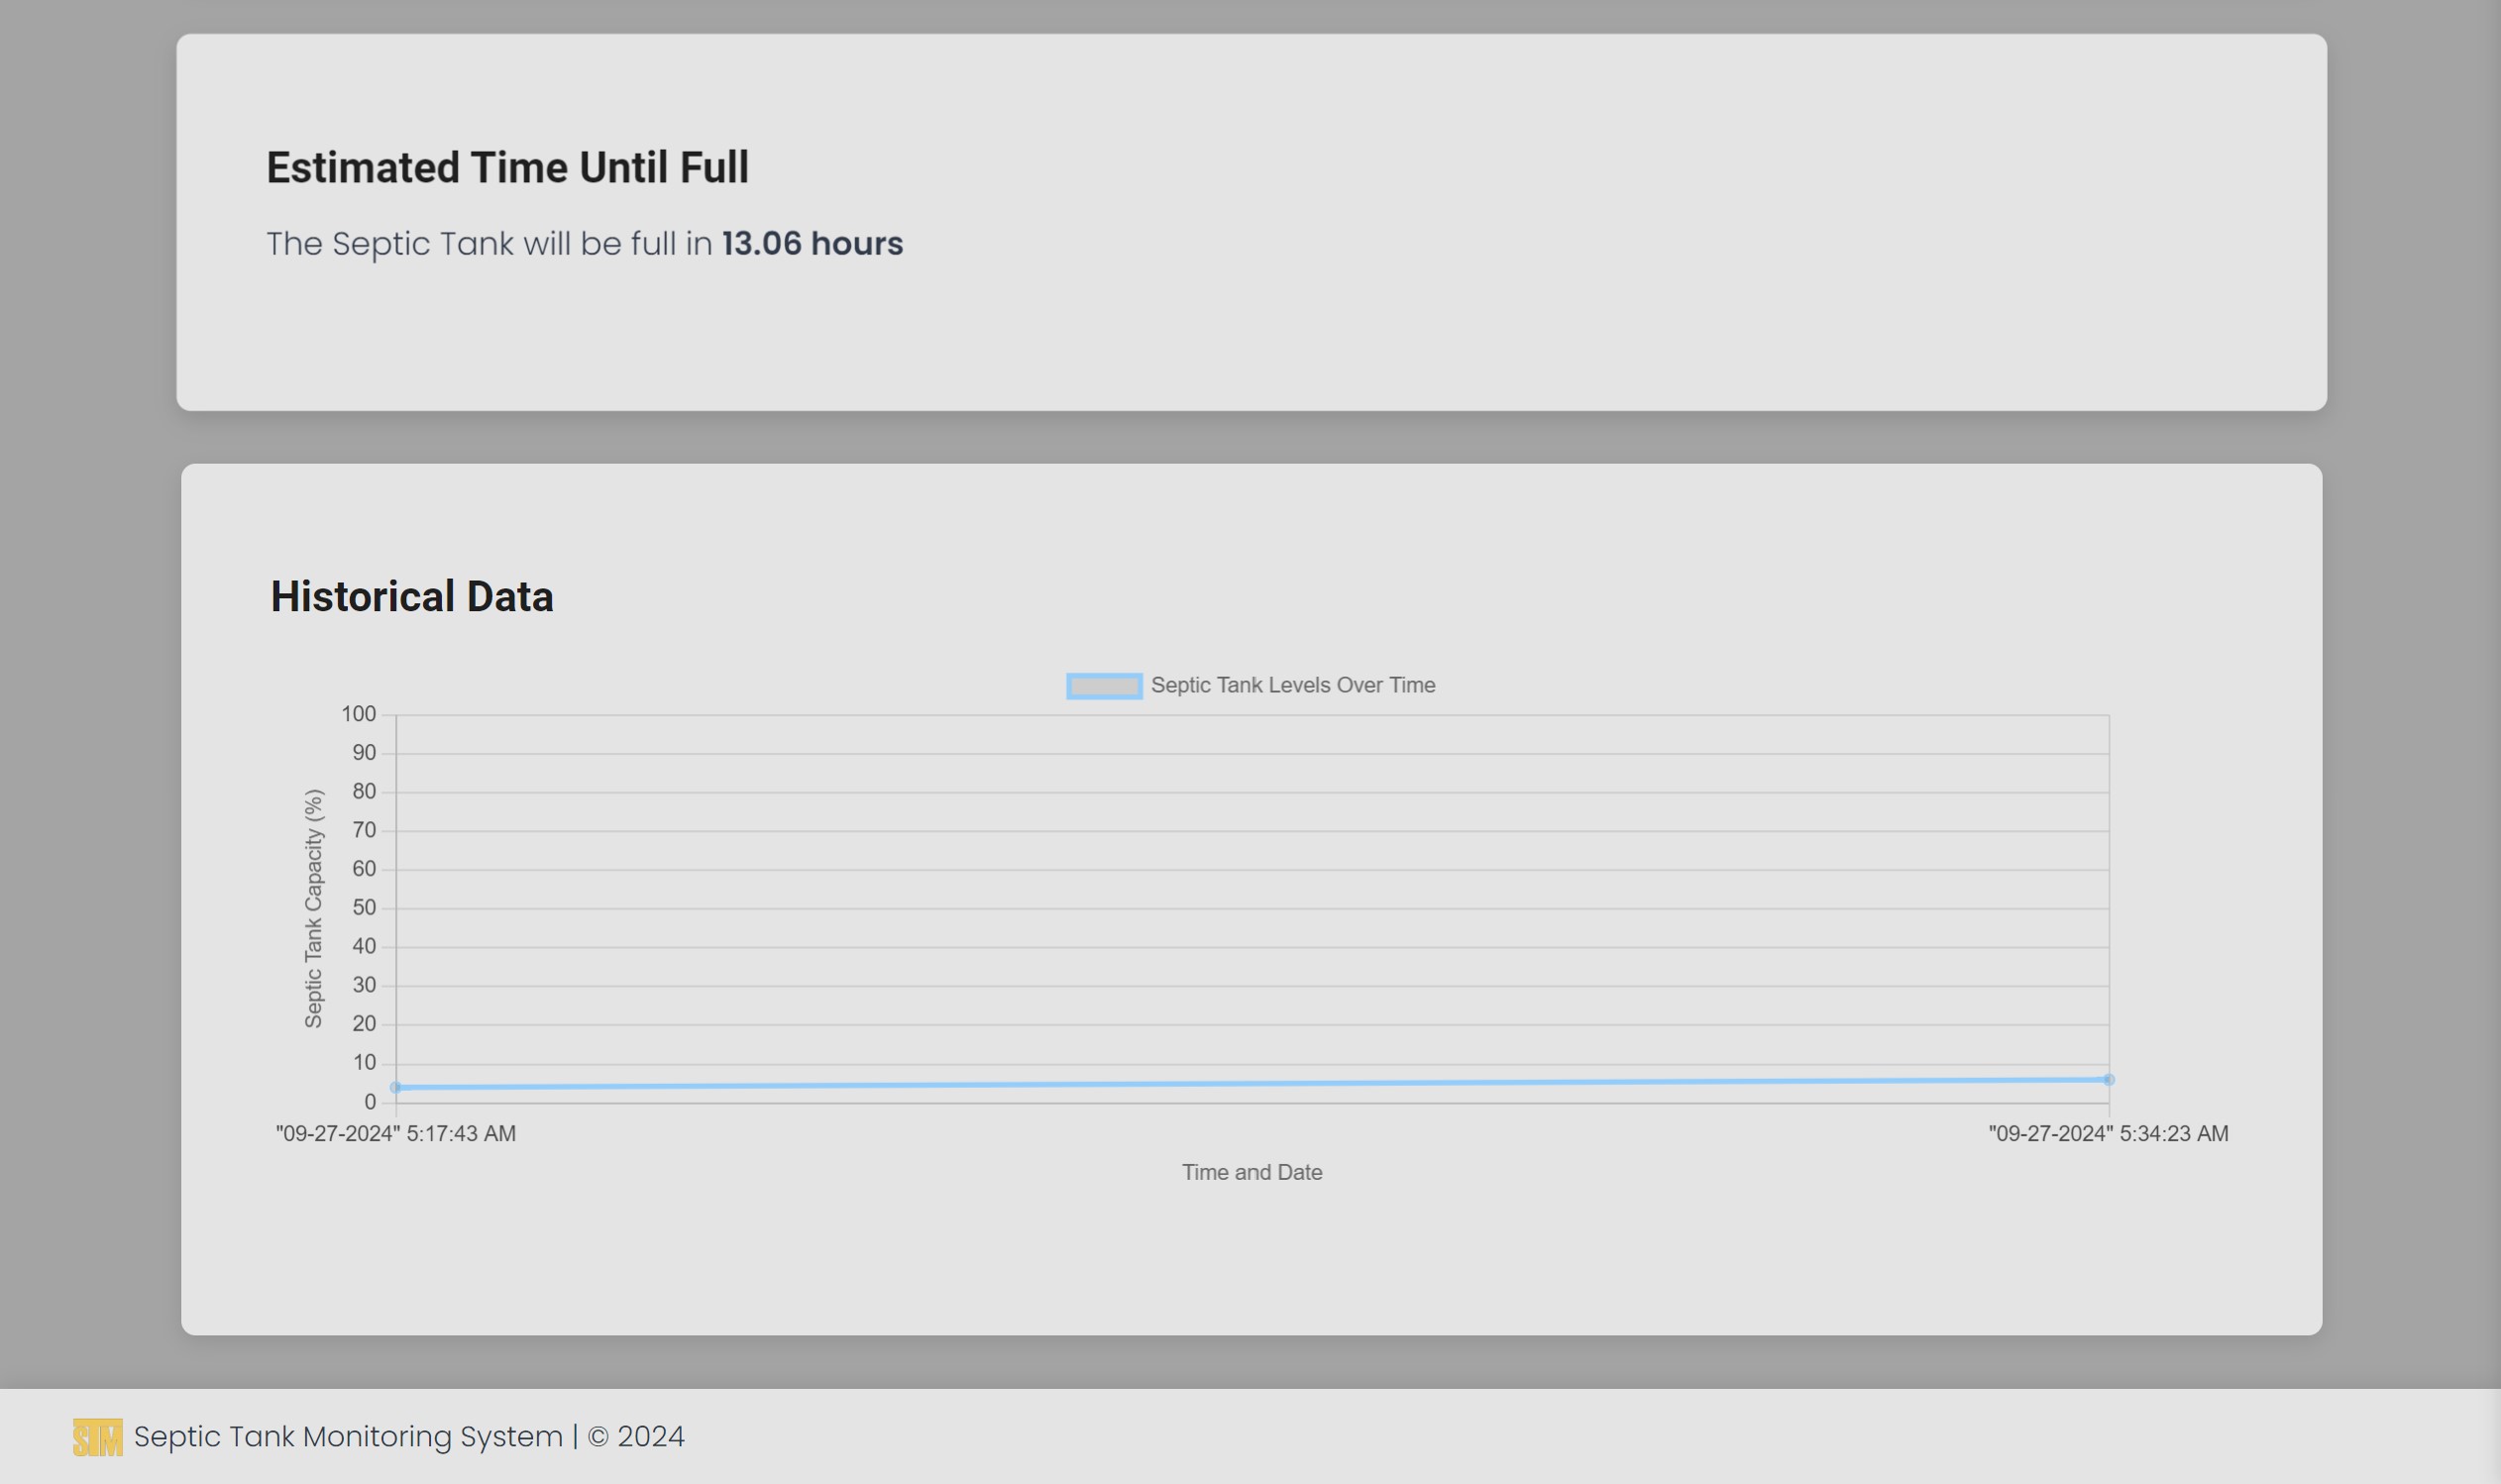 Estimated Time Until Full
The Septic Tank will be full in 13.06 hours
Historical Data
Septic Tank Levels Over Time
Septic Tank Capacity (%)
100
90
80
70
60
50
40
30
20
10
0
"09-27-2024" 5:17:43 AM
"09-27-2024" 5:34:23 AM
Time and Date
STM Septic Tank Monitoring System | © 2024